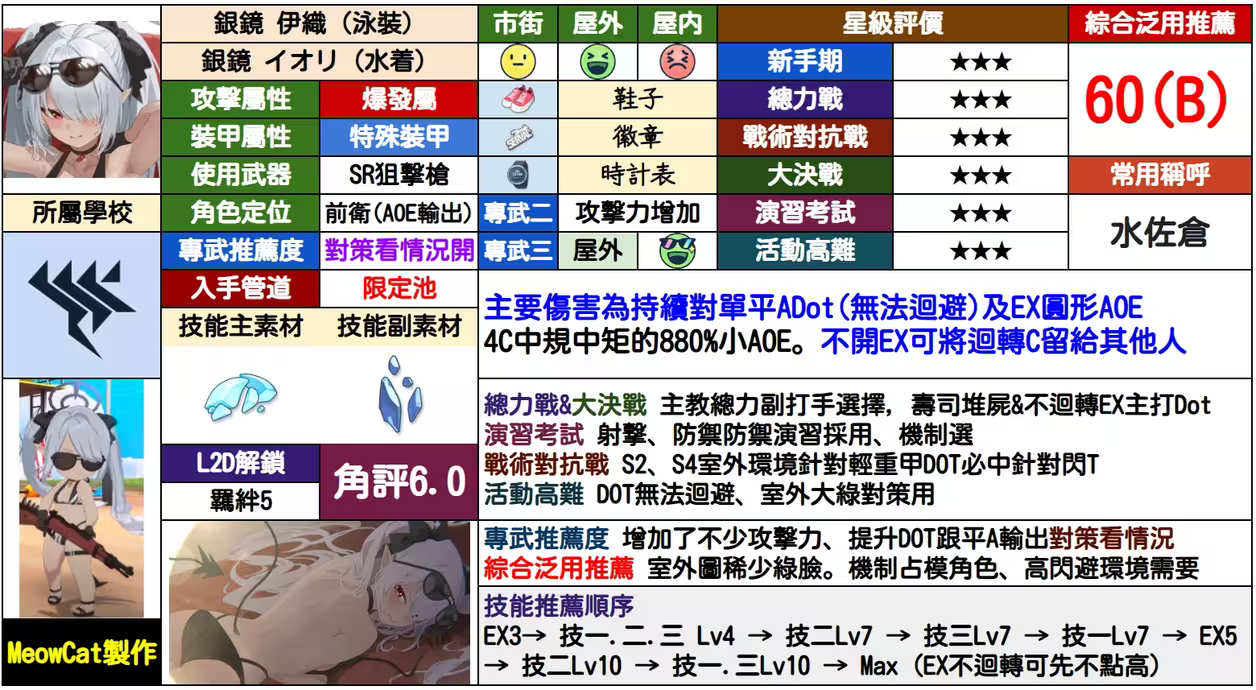 銀鏡 伊織（泳裝）
銀鏡 イオリ（水着）
攻擊屬性 爆發屬
裝甲屬性 特殊裝甲
使用武器 SR狙擊槍
所屬學校
角色定位 前衛(AOE輸出)
專武推薦度 對策看情況開
入手管道 限定池
技能主素材 技能副素材
L2D解鎖
羈絆5
角評6.0
MeowCat製作
市街 屋外 屋内
鞋子
徽章
時計表
專武二 攻擊力增加
專武三 屋外
星級評價
新手期 ★★★
總力戰 ★★★
戰術對抗戰 ★★★
大決戰 ★★★
演習考試 ★★★
活動高難 ★★★
綜合泛用推薦
60(B)
常用稱呼
水佐倉
主要傷害為持續對單平ADot(無法迴避)及EX圓形AOE
4C中規中矩的880%小AOE。不開EX可將迴轉C留給其他人
總力戰&大決戰 主教總力副打手選擇, 壽司堆屍&不迴轉EX主打Dot
演習考試 射擊、防禦防禦演習採用、機制選
戰術對抗戰 S2、S4室外環境針對輕重甲DOT必中針對閃T
活動高難 DOT無法迴避、室外大綠對策用
專武推薦度 增加了不少攻擊力、提升DOT跟平A輸出對策看情況
綜合泛用推薦 室外圖稀少綠臉。機制占模角色、高閃避環境需要
技能推薦順序
EX3→ 技一.二.三 Lv4 → 技二Lv7 → 技三Lv7 → 技一Lv7 → EX5
→ 技二Lv10 → 技一.三Lv10 → Max (EX不迴轉可先不點高)